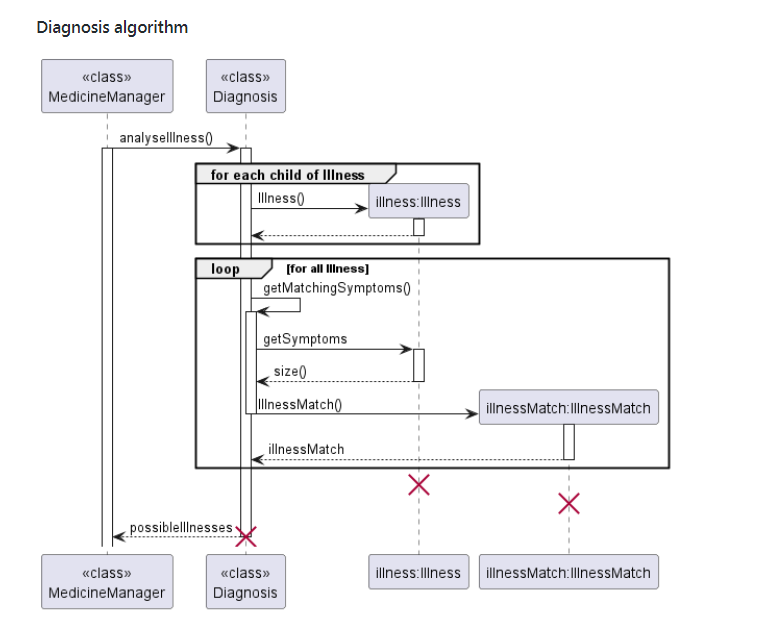 Diagnosis algorithm
«class»
MedicineManager
«class»
Diagnosis
analyseIllness()
for each child of Illness
Illness()
illness:Illness
loop
[for all Illness]
getMatchingSymptoms()
getSymptoms
size()
IllnessMatch()
illnessMatch:IllnessMatch
illnessMatch
possibleIllnesses
«class»
MedicineManager
«class»
Diagnosis
illness:Illness
illnessMatch:IllnessMatch